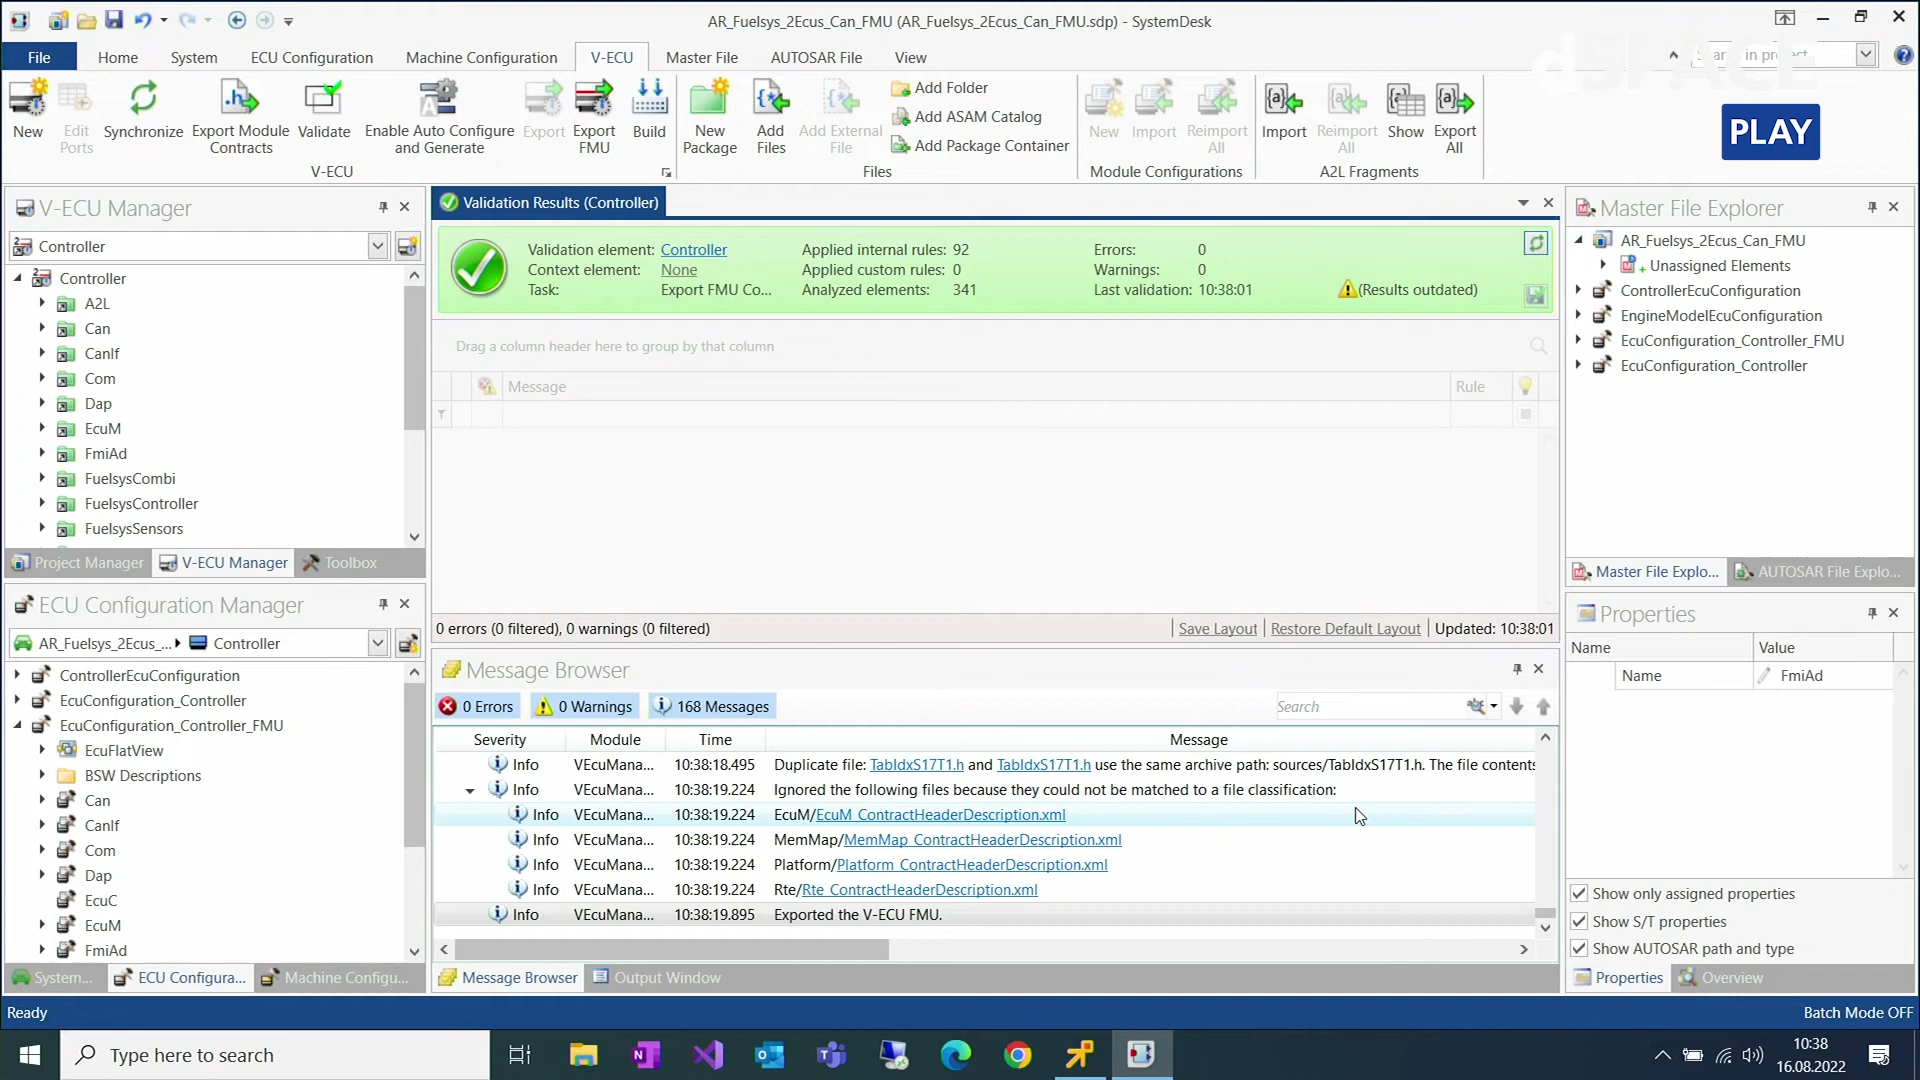 AR_Fuelsys_2Ecus_Can_FMU (AR_Fuelsys_2Ecus_Can_FMU.sdp) - SystemDesk
File Home System ECU Configuration Machine Configuration V-ECU Master File AUTOSAR File View
dSPACE
PLAY
New
Edit Ports
Synchronize
Export Module Contracts
Validate
Enable Auto Configure and Generate
Export
Export FMU
Build
V-ECU
New Package
Add Files
Add External File
Add Folder
Add ASAM Catalog
Add Package Container
Files
New
Import
Reimport All
Module Configurations
Import
Reimport All
Show
Export All
A2L Fragments
V-ECU Manager
Controller
Controller
A2L
Can
CanIf
Com
Dap
EcuM
FmiAd
FuelsysCombi
FuelsysController
FuelsysSensors
Project Manager V-ECU Manager Toolbox
ECU Configuration Manager
AR_Fuelsys_2Ecus_... Controller
ControllerEcuConfiguration
EcuConfiguration_Controller
EcuConfiguration_Controller_FMU
EcuFlatView
BSW Descriptions
Can
CanIf
Com
Dap
EcuC
EcuM
FmiAd
System... ECU Configura... Machine Configu...
Validation Results (Controller)
Validation element: Controller Applied internal rules: 92 Errors: 0
Context element: None Applied custom rules: 0 Warnings: 0
Task: Export FMU Co... Analyzed elements: 341 Last validation: 10:38:01 (Results outdated)
Drag a column header here to group by that column
Message Rule
0 errors (0 filtered), 0 warnings (0 filtered) Save Layout Restore Default Layout Updated: 10:38:01
Message Browser
0 Errors 0 Warnings 168 Messages Search
Severity Module Time Message
Info VEcuMana... 10:38:18.495 Duplicate file: TabIdxS17T1.h and TabIdxS17T1.h use the same archive path: sources/TabIdxS17T1.h. The file contents
Info VEcuMana... 10:38:19.224 Ignored the following files because they could not be matched to a file classification:
Info VEcuMana... 10:38:19.224 EcuM/EcuM_ContractHeaderDescription.xml
Info VEcuMana... 10:38:19.224 MemMap/MemMap_ContractHeaderDescription.xml
Info VEcuMana... 10:38:19.224 Platform/Platform_ContractHeaderDescription.xml
Info VEcuMana... 10:38:19.224 Rte/Rte_ContractHeaderDescription.xml
Info VEcuMana... 10:38:19.895 Exported the V-ECU FMU.
Message Browser Output Window
Master File Explorer
AR_Fuelsys_2Ecus_Can_FMU
Unassigned Elements
ControllerEcuConfiguration
EngineModelEcuConfiguration
EcuConfiguration_Controller_FMU
EcuConfiguration_Controller
Master File Explo... AUTOSAR File Explo...
Properties
Name Value
Name FmiAd
Show only assigned properties
Show S/T properties
Show AUTOSAR path and type
Properties Overview
Ready Batch Mode OFF
Type here to search
10:38
16.08.2022